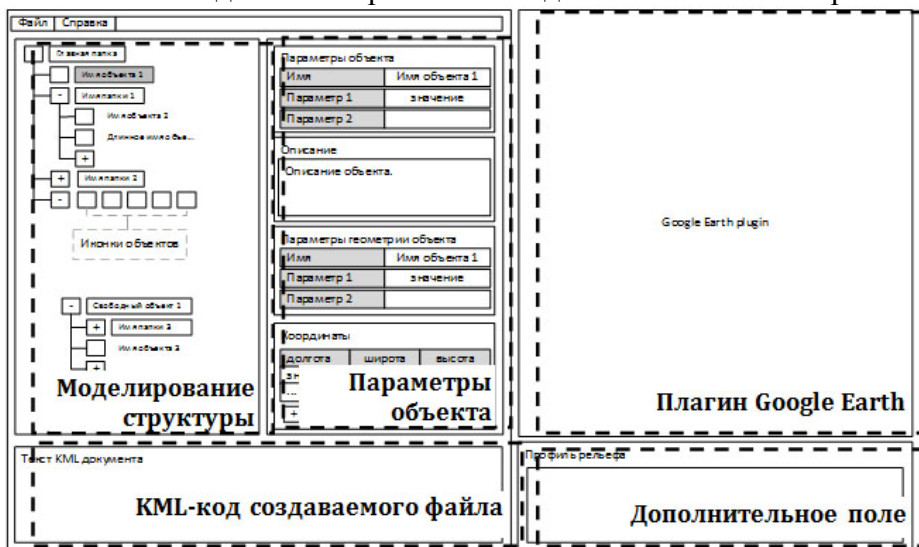 Файл Справка
Главная папка
Имя объекта 1
-
Имя папки 1
Имя объекта 2
Длинное имя объе...
+
+
Имя папки 2
-
Иконки объектов
-
Свободный объект 1
+
Имя папки 3
Имя объекта 3
+
Моделирование
структуры
Параметры объекта
Имя Имя объекта 1
Параметр 1 значение
Параметр 2
Описание
Описание объекта.
Параметры геометрии объекта
Имя Имя объекта 1
Параметр 1 значение
Параметр 2
Координаты
долгота широта высота
...
+
Параметры
объекта
Google Earth plugin
Плагин Google Earth
Текст KML документа
КМL-код создаваемого файла
Профиль рельефа
Дополнительное поле